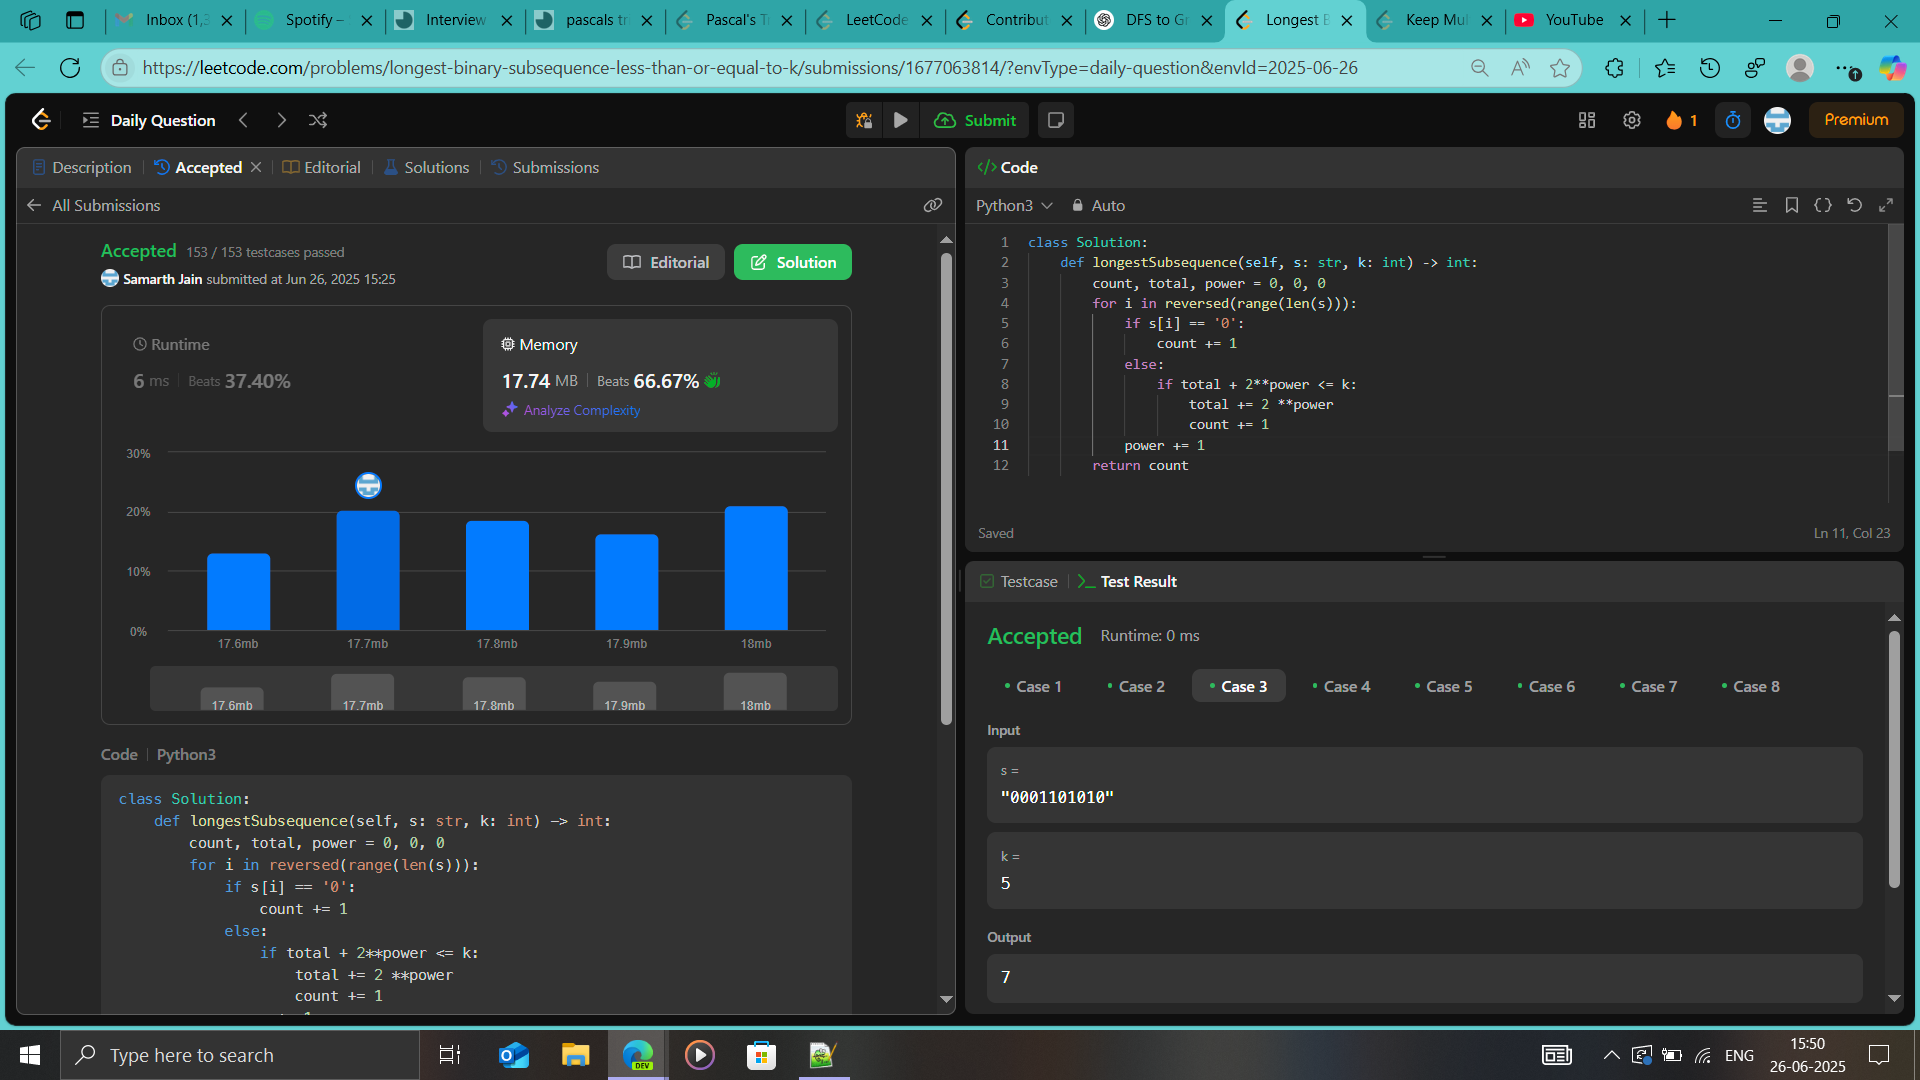 Inbox (1,3
Spotify –
Interview
pascals tr
Pascal's T
LeetCode
Contribut
DFS to Gr
Longest B
Keep Mul
YouTube
https://leetcode.com/problems/longest-binary-subsequence-less-than-or-equal-to-k/submissions/1677063814/?envType=daily-question&envId=2025-06-26
Daily Question
Submit
1
Premium
Description
Accepted
Editorial
Solutions
Submissions
All Submissions
Accepted 153 / 153 testcases passed
Samarth Jain submitted at Jun 26, 2025 15:25
Editorial
Solution
Runtime
6 ms Beats 37.40%
Memory
17.74 MB Beats 66.67%
Analyze Complexity
30%
20%
10%
0%
17.6mb 17.7mb 17.8mb 17.9mb 18mb
17.6mb 17.7mb 17.8mb 17.9mb 18mb
Code Python3
class Solution:
def longestSubsequence(self, s: str, k: int) -> int:
count, total, power = 0, 0, 0
for i in reversed(range(len(s))):
if s[i] == '0':
count += 1
else:
if total + 2**power <= k:
total += 2 **power
count += 1
</> Code
Python3 Auto
1 class Solution:
2 def longestSubsequence(self, s: str, k: int) -> int:
3 count, total, power = 0, 0, 0
4 for i in reversed(range(len(s))):
5 if s[i] == '0':
6 count += 1
7 else:
8 if total + 2**power <= k:
9 total += 2 **power
10 count += 1
11 power += 1
12 return count
Saved
Ln 11, Col 23
Testcase
>_ Test Result
Accepted Runtime: 0 ms
Case 1 Case 2 Case 3 Case 4 Case 5 Case 6 Case 7 Case 8
Input
s =
"0001101010"
k =
5
Output
7
Type here to search
DEV
ENG
15:50
26-06-2025